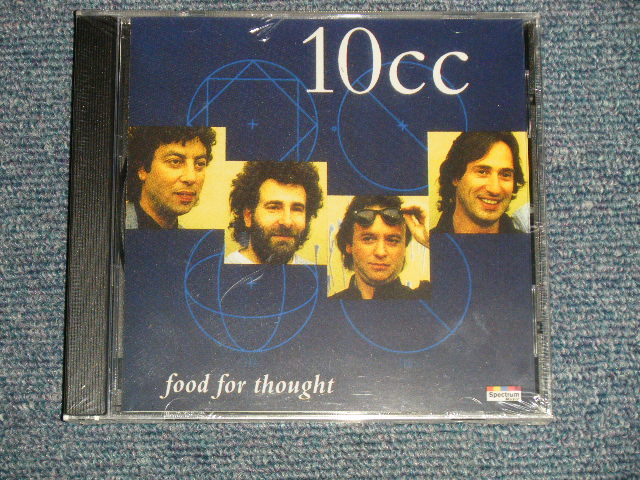 10cc
food for thought
Spectrum